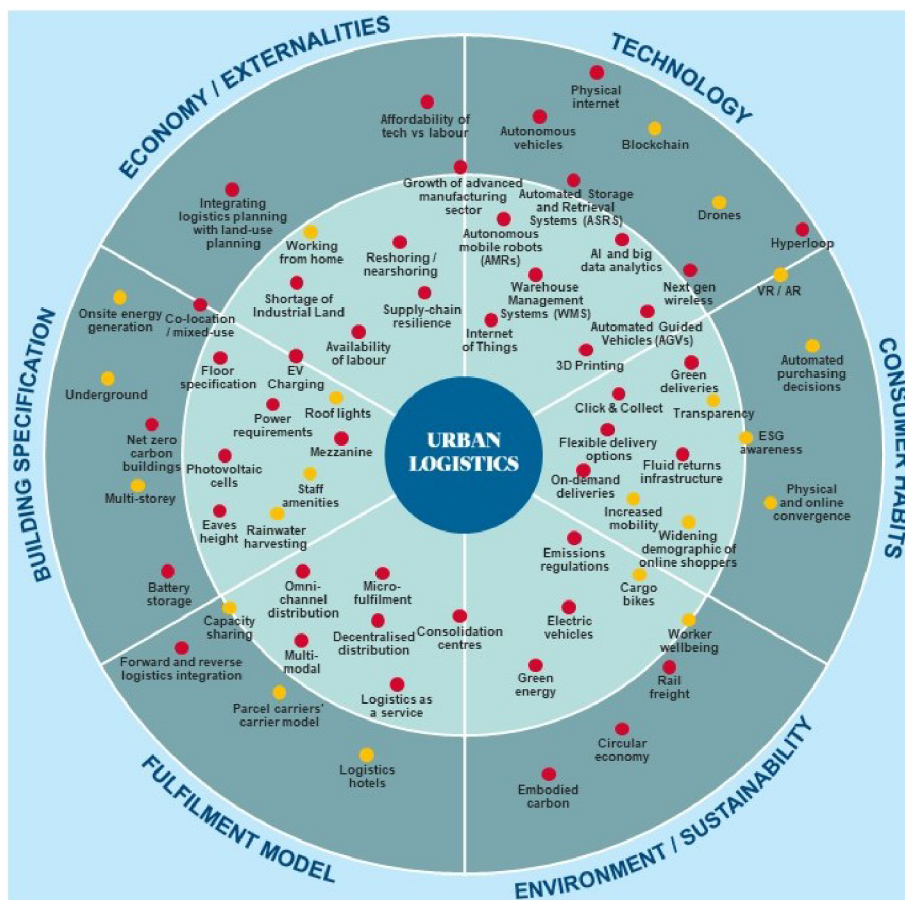 ECONOMY / EXTERNALITIES
TECHNOLOGY
CONSUMER HABITS
ENVIRONMENT / SUSTAINABILITY
FULFILMENT MODEL
BUILDING SPECIFICATION
URBAN
LOGISTICS
Affordability of
tech vs labour
Growth of advanced
manufacturing
sector
Integrating
logistics planning
with land-use
planning
Working
from home
Reshoring /
nearshoring
Shortage of
Industrial Land
Supply-chain
resilience
Availability
of labour
Physical
internet
Autonomous
vehicles
Blockchain
Drones
Hyperloop
Automated Storage
and Retrieval
Systems (ASRS)
Autonomous
mobile robots
(AMRs)
AI and big
data analytics
Next gen
wireless
Warehouse
Management
Systems (WMS)
Automated Guided
Vehicles (AGVs)
Internet
of Things
3D Printing
VR / AR
Automated
purchasing
decisions
Green
deliveries
Transparency
Click & Collect
ESG
awareness
Flexible delivery
options
Fluid returns
infrastructure
On-demand
deliveries
Increased
mobility
Physical
and online
convergence
Widening
demographic of
online shoppers
Emissions
regulations
Cargo
bikes
Electric
vehicles
Worker
wellbeing
Green
energy
Rail
freight
Circular
economy
Embodied
carbon
Omni-
channel
distribution
Micro-
fulfilment
Capacity
sharing
Decentralised
distribution
Consolidation
centres
Multi-
modal
Forward and reverse
logistics integration
Logistics as
a service
Parcel carriers'
carrier model
Logistics
hotels
Onsite energy
generation
Co-location
/ mixed-use
Floor
specification
EV
Charging
Underground
Roof lights
Power
requirements
Net zero
carbon
buildings
Mezzanine
Photovoltaic
cells
Multi-storey
Staff
amenities
Eaves
height
Rainwater
harvesting
Battery
storage